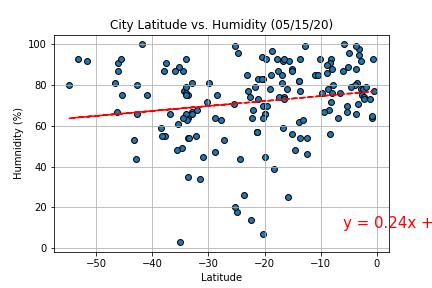 City Latitude vs. Humidity (05/15/20)
100
80
60
40
20
0
Humnidity (%)
y = 0.24x +
−50 −40 −30 −20 −10 0
Latitude